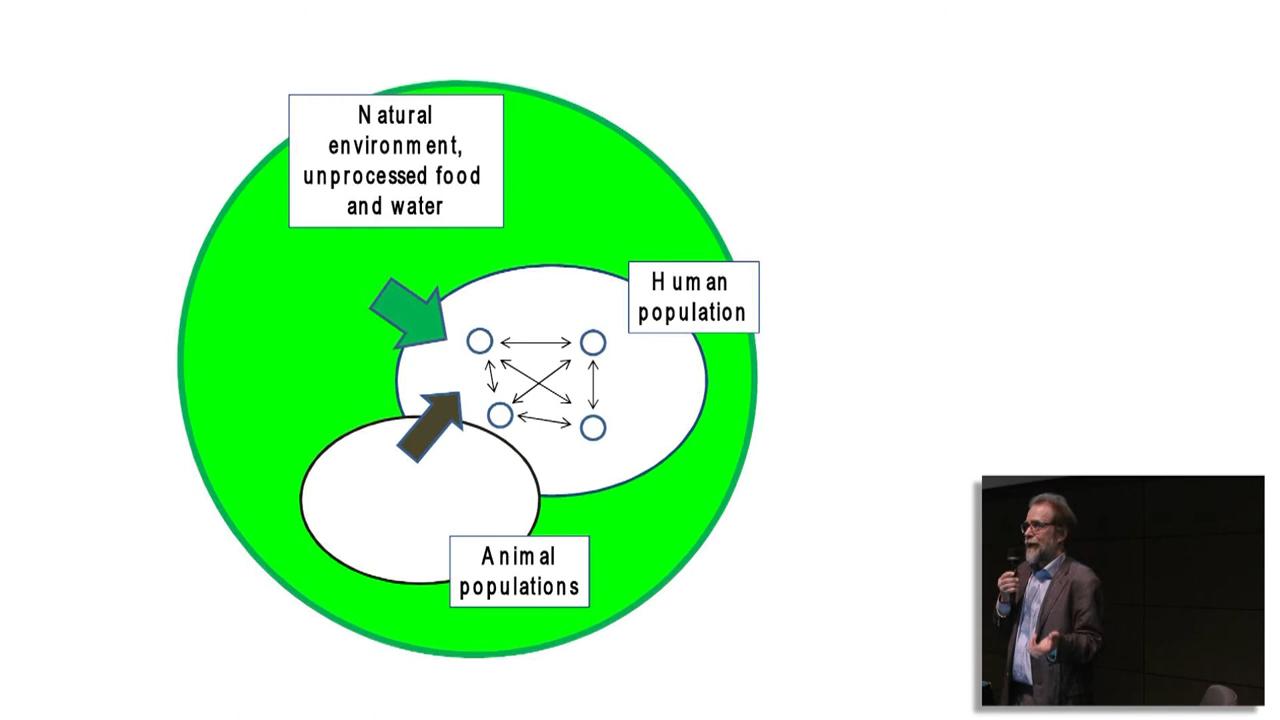 Natural
environment,
unprocessed food
and water
Human
population
Animal
populations